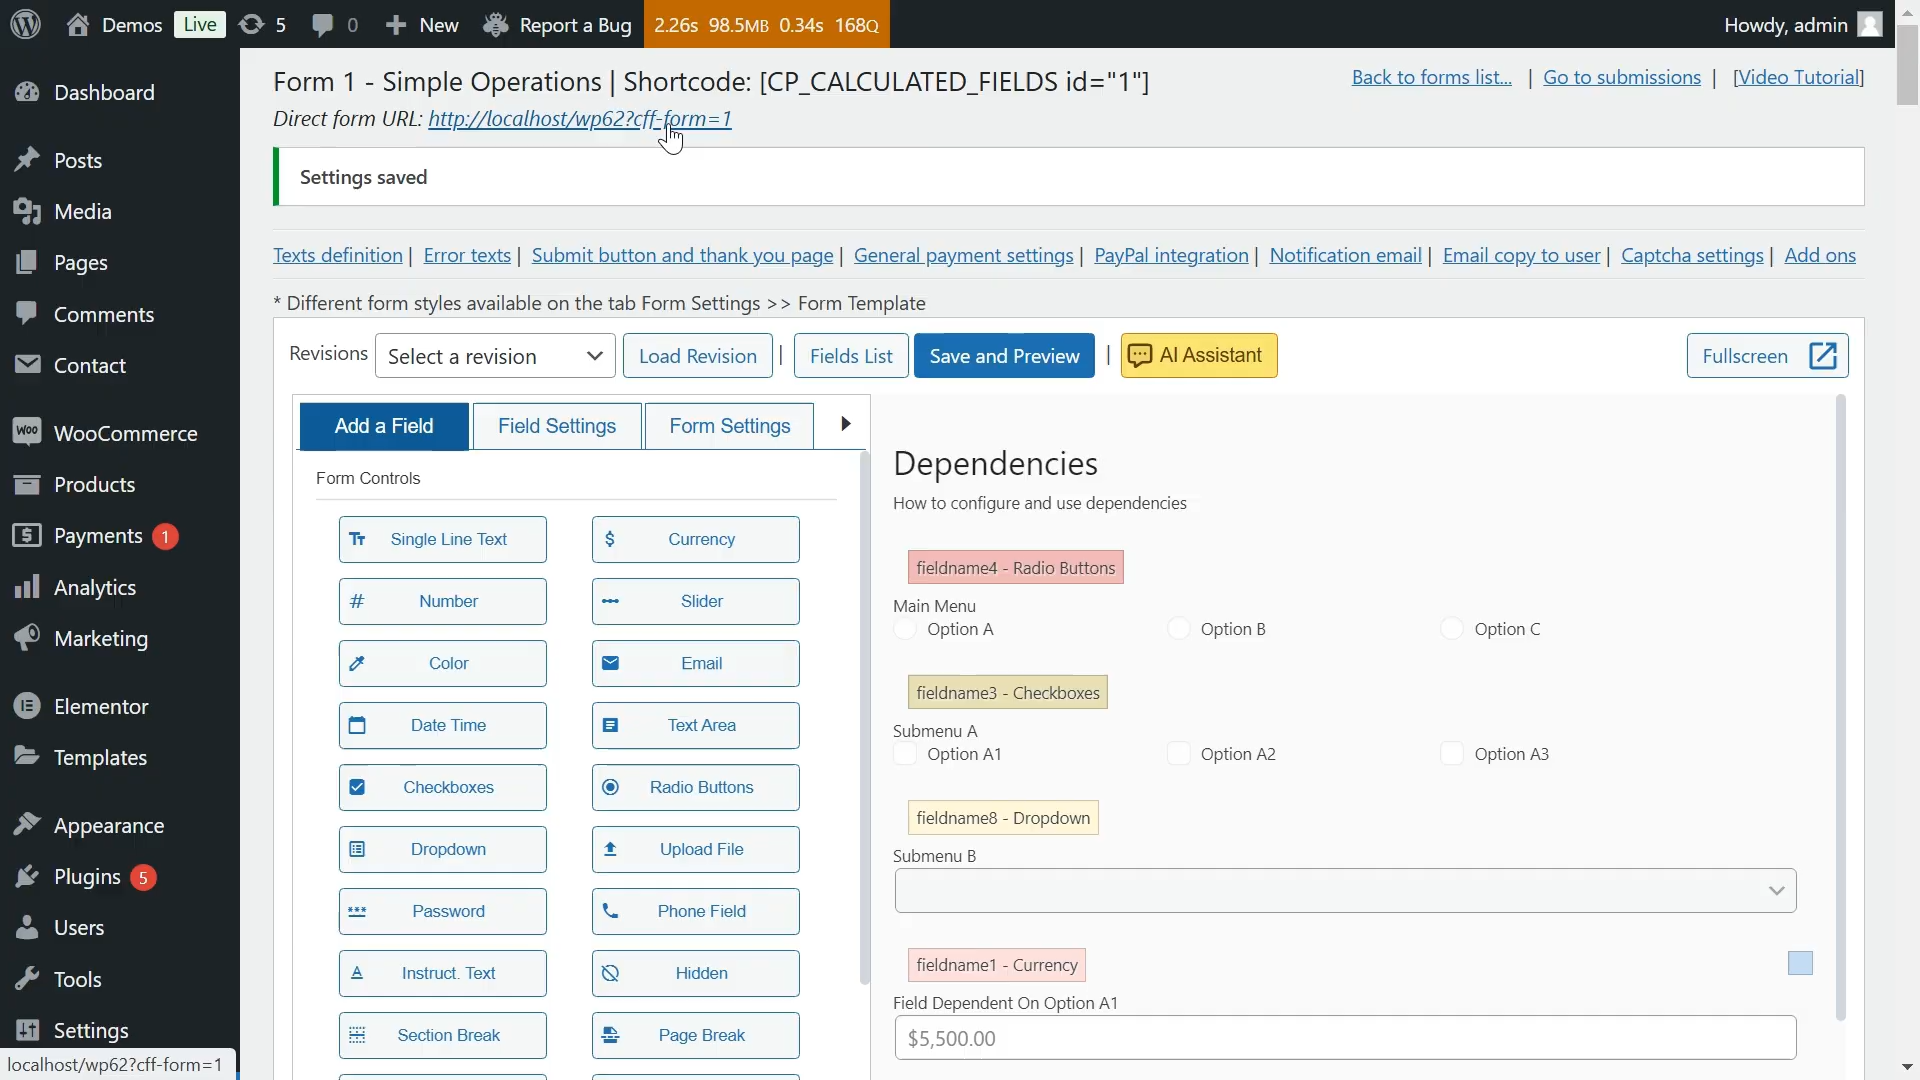 Demos Live 5 0 New Report a Bug 2.26s 98.5MB 0.34s 168Q Howdy, admin
Dashboard
Posts
Media
Pages
Comments
Contact
WooCommerce
Products
Payments 1
Analytics
Marketing
Elementor
Templates
Appearance
Plugins 5
Users
Tools
Settings
localhost/wp62?cff-form=1
Form 1 - Simple Operations | Shortcode: [CP_CALCULATED_FIELDS id="1"]
Back to forms list... | Go to submissions | [Video Tutorial]
Direct form URL: http://localhost/wp62?cff-form=1
Settings saved
Texts definition | Error texts | Submit button and thank you page | General payment settings | PayPal integration | Notification email | Email copy to user | Captcha settings | Add ons
* Different form styles available on the tab Form Settings >> Form Template
Revisions Select a revision Load Revision | Fields List Save and Preview | AI Assistant Fullscreen
Add a Field Field Settings Form Settings
Form Controls
Single Line Text Currency
Number Slider
Color Email
Date Time Text Area
Checkboxes Radio Buttons
Dropdown Upload File
Password Phone Field
Instruct. Text Hidden
Section Break Page Break
Dependencies
How to configure and use dependencies
fieldname4 - Radio Buttons
Main Menu
Option A Option B Option C
fieldname3 - Checkboxes
Submenu A
Option A1 Option A2 Option A3
fieldname8 - Dropdown
Submenu B
fieldname1 - Currency
Field Dependent On Option A1
$5,500.00